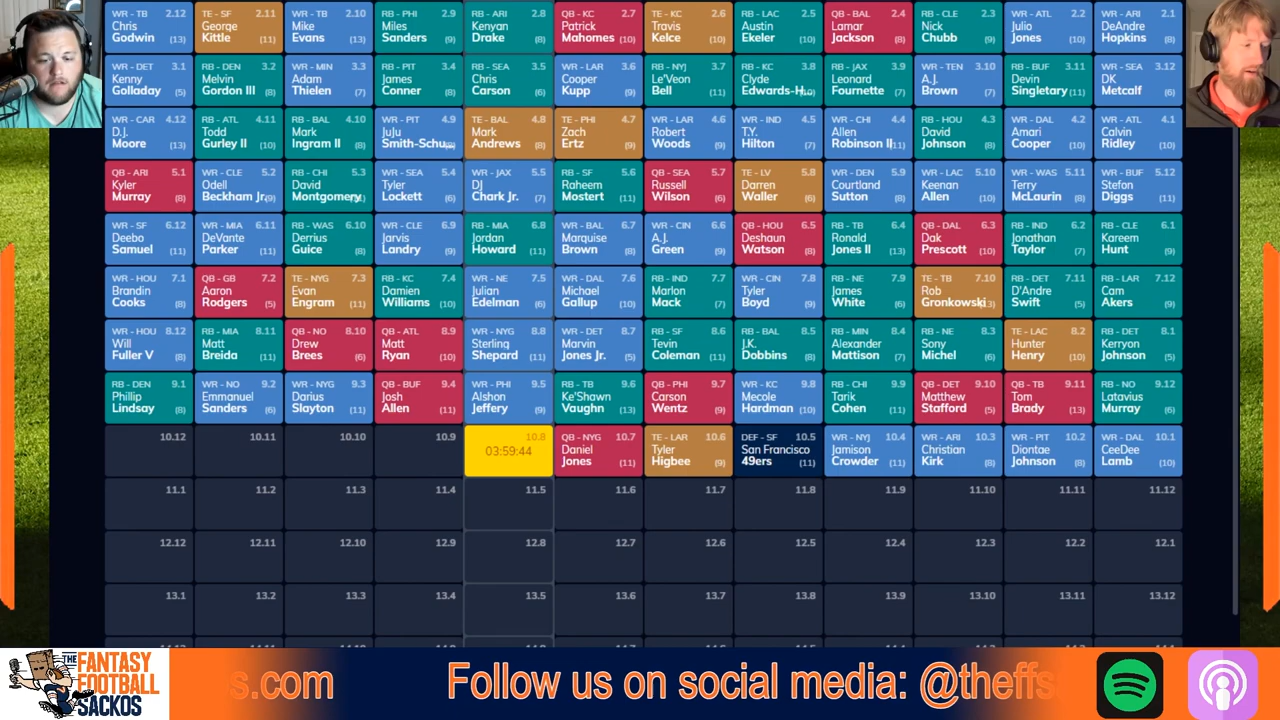 WR - TB 2.12 TE - SF 2.11 WR - TB 2.10 RB - PHI 2.9 RB - ARI 2.8 QB - KC 2.7 TE - KC 2.6 RB - LAC 2.5 QB - BAL 2.4 RB - CLE 2.3 WR - ATL 2.2 WR - ARI 2.1
Chris George Mike Miles Kenyan Patrick Travis Austin Lamar Nick Julio DeAndre
Godwin (13) Kittle (11) Evans (13) Sanders (9) Drake (8) Mahomes (10) Kelce (10) Ekeler (10) Jackson (8) Chubb (9) Jones (10) Hopkins (8)
WR - DET 3.1 RB - DEN 3.2 WR - MIN 3.3 RB - PIT 3.4 RB - SEA 3.5 WR - LAR 3.6 RB - NYJ 3.7 RB - KC 3.8 RB - JAX 3.9 WR - TEN 3.10 RB - BUF 3.11 WR - SEA 3.12
Kenny Melvin Adam James Chris Cooper Le'Veon Clyde Leonard A.J. Devin DK
Golladay (5) Gordon III (8) Thielen (7) Conner (8) Carson (6) Kupp (9) Bell (11) Edwards-H... Fournette (7) Brown (7) Singletary (11) Metcalf (6)
WR - CAR 4.12 RB - ATL 4.11 RB - BAL 4.10 WR - PIT 4.9 TE - BAL 4.8 TE - PHI 4.7 WR - LAR 4.6 WR - IND 4.5 WR - CHI 4.4 RB - HOU 4.3 WR - DAL 4.2 WR - ATL 4.1
D.J. Todd Mark JuJu Mark Zach Robert T.Y. Allen David Amari Calvin
Moore (13) Gurley II (10) Ingram II (8) Smith-Schu... Andrews (8) Ertz (9) Woods (9) Hilton (7) Robinson II (11) Johnson (8) Cooper (10) Ridley (10)
QB - ARI 5.1 WR - CLE 5.2 RB - CHI 5.3 WR - SEA 5.4 WR - JAX 5.5 RB - SF 5.6 QB - SEA 5.7 TE - LV 5.8 WR - DEN 5.9 WR - LAC 5.10 WR - WAS 5.11 WR - BUF 5.12
Kyler Odell David Tyler DJ Raheem Russell Darren Courtland Keenan Terry Stefon
Murray (8) Beckham Jr. (9) Montgomery Lockett (6) Chark Jr. (7) Mostert (11) Wilson (6) Waller (6) Sutton (8) Allen (10) McLaurin (8) Diggs (11)
WR - SF 6.12 WR - MIA 6.11 RB - WAS 6.10 WR - CLE 6.9 RB - MIA 6.8 WR - BAL 6.7 WR - CIN 6.6 QB - HOU 6.5 RB - TB 6.4 QB - DAL 6.3 RB - IND 6.2 RB - CLE 6.1
Deebo DeVante Derrius Jarvis Jordan Marquise A.J. Deshaun Ronald Dak Jonathan Kareem
Samuel (11) Parker (11) Guice (8) Landry (9) Howard (11) Brown (8) Green (9) Watson (8) Jones II (13) Prescott (10) Taylor (7) Hunt (9)
WR - HOU 7.1 QB - GB 7.2 TE - NYG 7.3 RB - KC 7.4 WR - NE 7.5 WR - DAL 7.6 RB - IND 7.7 WR - CIN 7.8 RB - NE 7.9 TE - TB 7.10 RB - DET 7.11 RB - LAR 7.12
Brandin Aaron Evan Damien Julian Michael Marlon Tyler James Rob D'Andre Cam
Cooks (8) Rodgers (5) Engram (11) Williams (10) Edelman (6) Gallup (10) Mack (7) Boyd (9) White (6) Gronkowski Swift (5) Akers (9)
WR - HOU 8.12 RB - MIA 8.11 QB - NO 8.10 QB - ATL 8.9 WR - NYG 8.8 WR - DET 8.7 RB - SF 8.6 RB - BAL 8.5 RB - MIN 8.4 RB - NE 8.3 TE - LAC 8.2 RB - DET 8.1
Will Matt Drew Matt Sterling Marvin Tevin J.K. Alexander Sony Hunter Kerryon
Fuller V (8) Breida (11) Brees (6) Ryan (10) Shepard (11) Jones Jr. (5) Coleman (11) Dobbins (8) Mattison (7) Michel (6) Henry (10) Johnson (5)
RB - DEN 9.1 WR - NO 9.2 WR - NYG 9.3 QB - BUF 9.4 WR - PHI 9.5 RB - TB 9.6 QB - PHI 9.7 WR - KC 9.8 RB - CHI 9.9 QB - DET 9.10 QB - TB 9.11 RB - NO 9.12
Phillip Emmanuel Darius Josh Alshon Ke'Shawn Carson Mecole Tarik Matthew Tom Latavius
Lindsay (8) Sanders (6) Slayton (11) Allen (11) Jeffery (9) Vaughn (13) Wentz (9) Hardman (10) Cohen (11) Stafford (5) Brady (13) Murray (6)
10.12 10.11 10.10 10.9 10.8 QB - NYG 10.7 TE - LAR 10.6 DEF - SF 10.5 WR - NYJ 10.4 WR - ARI 10.3 WR - PIT 10.2 WR - DAL 10.1
03:59:44 Daniel Tyler San Francisco Jamison Christian Diontae CeeDee
Jones (11) Higbee (9) 49ers (11) Crowder (11) Kirk (8) Johnson (8) Lamb (10)
11.1 11.2 11.3 11.4 11.5 11.6 11.7 11.8 11.9 11.10 11.11 11.12
12.12 12.11 12.10 12.9 12.8 12.7 12.6 12.5 12.4 12.3 12.2 12.1
13.1 13.2 13.3 13.4 13.5 13.6 13.7 13.8 13.9 13.10 13.11 13.12
THE FANTASY
FOOTBALL
SACKOS
s.com Follow us on social media: @theffs